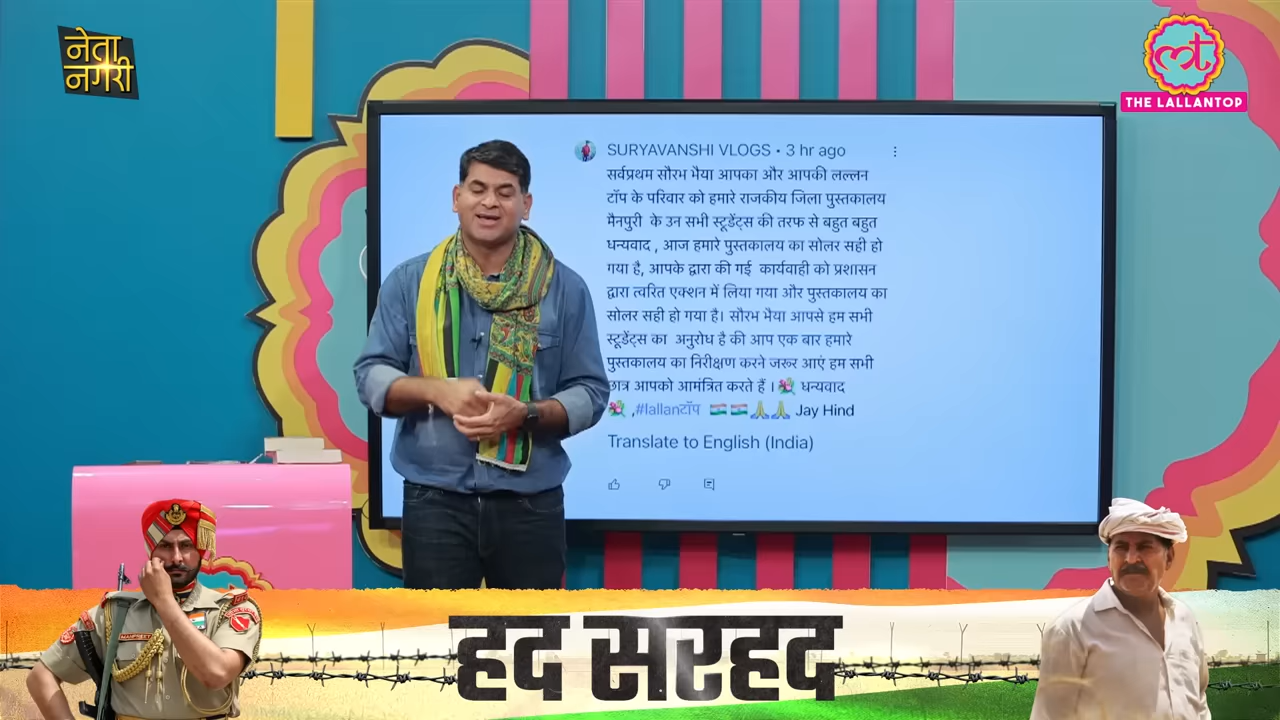 नेता
नगरी
THE LALLANTOP
SURYAVANSHI VLOGS • 3 hr ago
सर्वप्रथम सौरभ भैया आपका और आपकी लल्लन
टॉप के परिवार को हमारे राजकीय जिला पुस्तकालय
मैनपुरी के उन सभी स्टूडेंट्स की तरफ से बहुत बहुत
धन्यवाद , आज हमारे पुस्तकालय का सोलर सही हो
गया है, आपके द्वारा की गई कार्यवाही को प्रशासन
द्वारा त्वरित एक्शन में लिया गया और पुस्तकालय का
सोलर सही हो गया है। सौरभ भैया आपसे हम सभी
स्टूडेंट्स का अनुरोध है की आप एक बार हमारे
पुस्तकालय का निरीक्षण करने जरूर आएं हम सभी
छात्र आपको आमंत्रित करते हैं । 💐 धन्यवाद
💐 ,#lallanटॉप 🇮🇳🇮🇳🙏🙏 Jay Hind
Translate to English (India)
हद सरहद